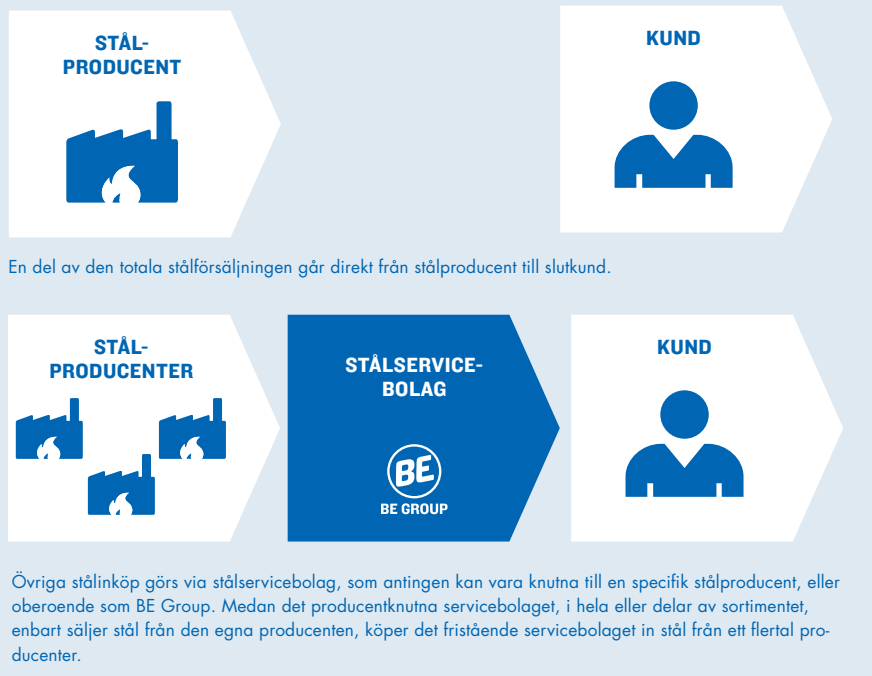 STÅL-
PRODUCENT
KUND
En del av den totala stålförsäljningen går direkt från stålproducent till slutkund.
STÅL-
PRODUCENTER
STÅLSERVICE-
BOLAG
BE
BE GROUP
KUND
Övriga stålinköp görs via stålservicebolag, som antingen kan vara knutna till en specifik stålproducent, eller
oberoende som BE Group. Medan det producentknutna servicebolaget, i hela eller delar av sortimentet,
enbart säljer stål från den egna producenten, köper det fristående servicebolaget in stål från ett flertal pro-
ducenter.